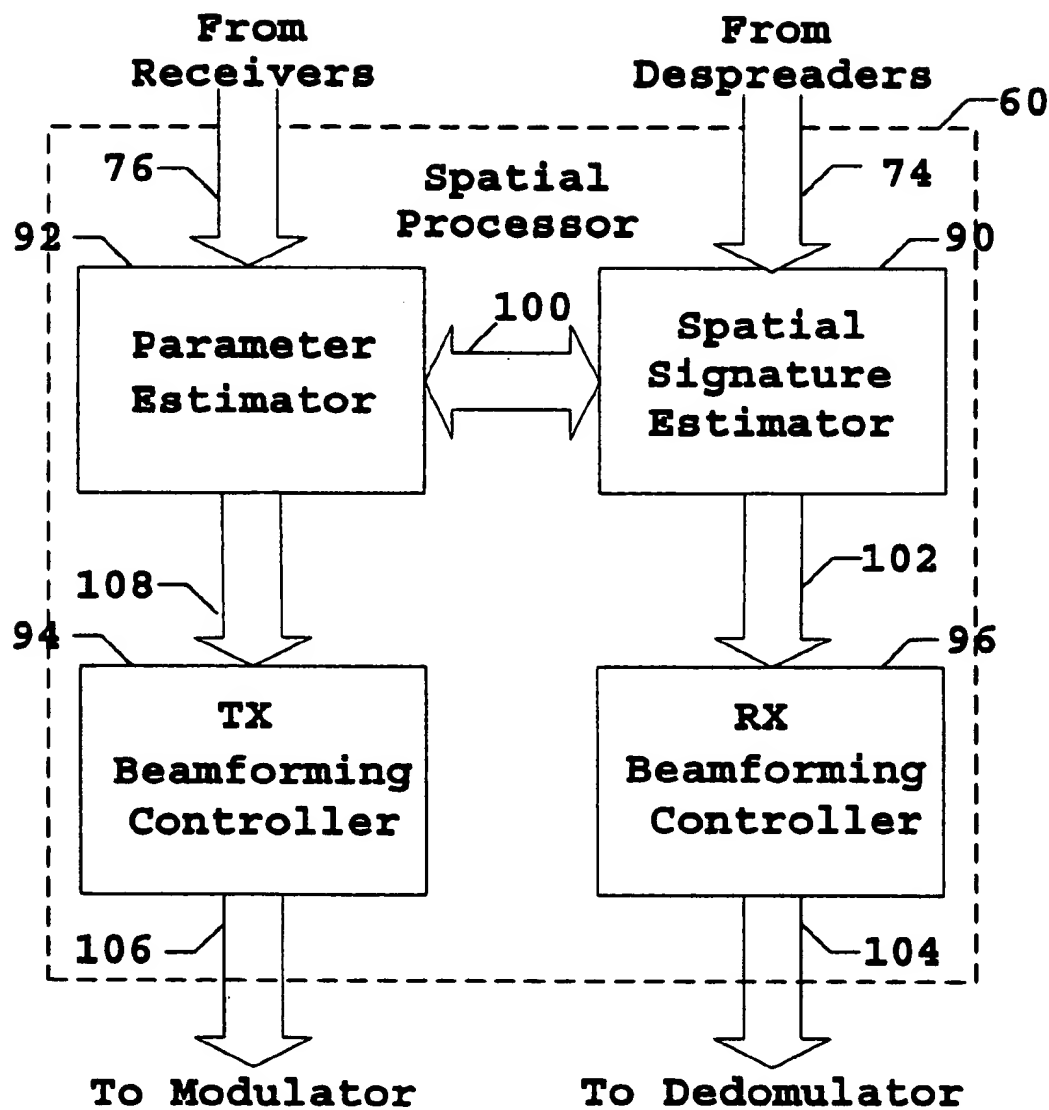 From
Receivers
From
Despreaders
60
76
Spatial
Processor
74
92
90
100
Parameter
Estimator
Spatial
Signature
Estimator
108
102
94
96
TX
Beamforming
Controller
RX
Beamforming
Controller
106
104
To Modulator
To Dedomulator